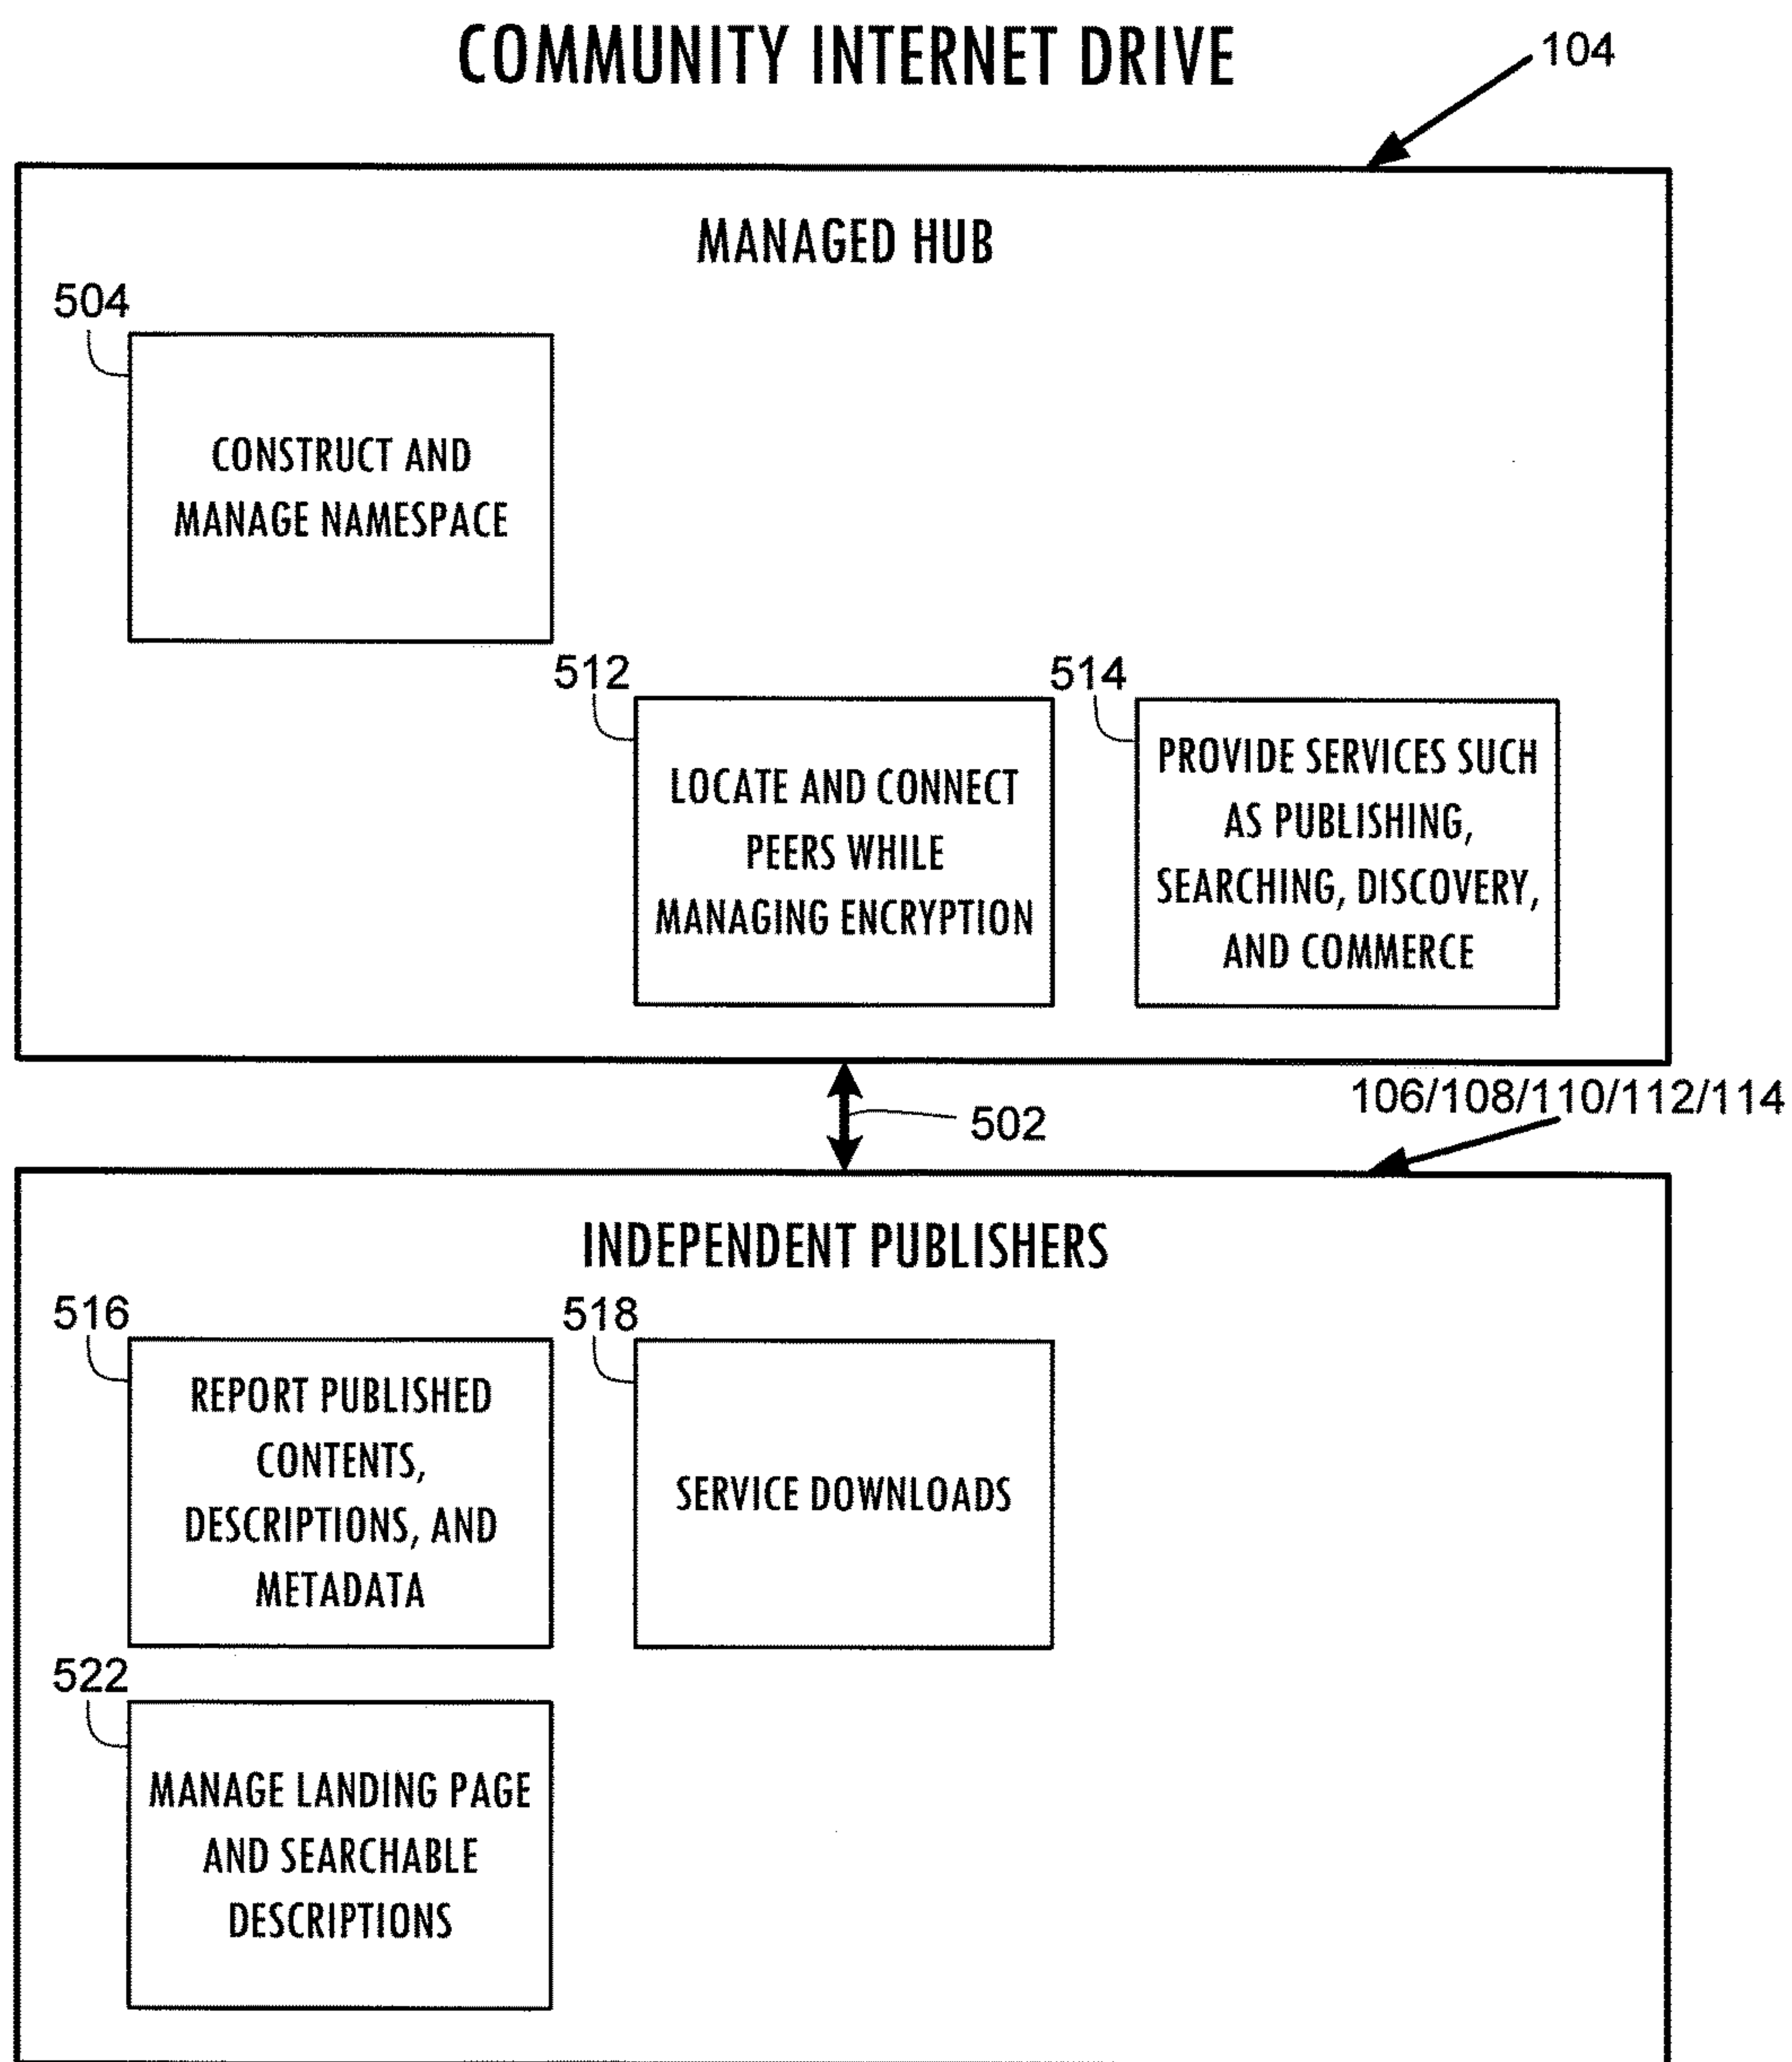 COMMUNITY INTERNET DRIVE
104
MANAGED HUB
504
CONSTRUCT AND
MANAGE NAMESPACE
512
LOCATE AND CONNECT
PEERS WHILE
MANAGING ENCRYPTION
514
PROVIDE SERVICES SUCH
AS PUBLISHING,
SEARCHING, DISCOVERY,
AND COMMERCE
502
106/108/110/112/114
INDEPENDENT PUBLISHERS
516
REPORT PUBLISHED
CONTENTS,
DESCRIPTIONS, AND
METADATA
518
SERVICE DOWNLOADS
522
MANAGE LANDING PAGE
AND SEARCHABLE
DESCRIPTIONS